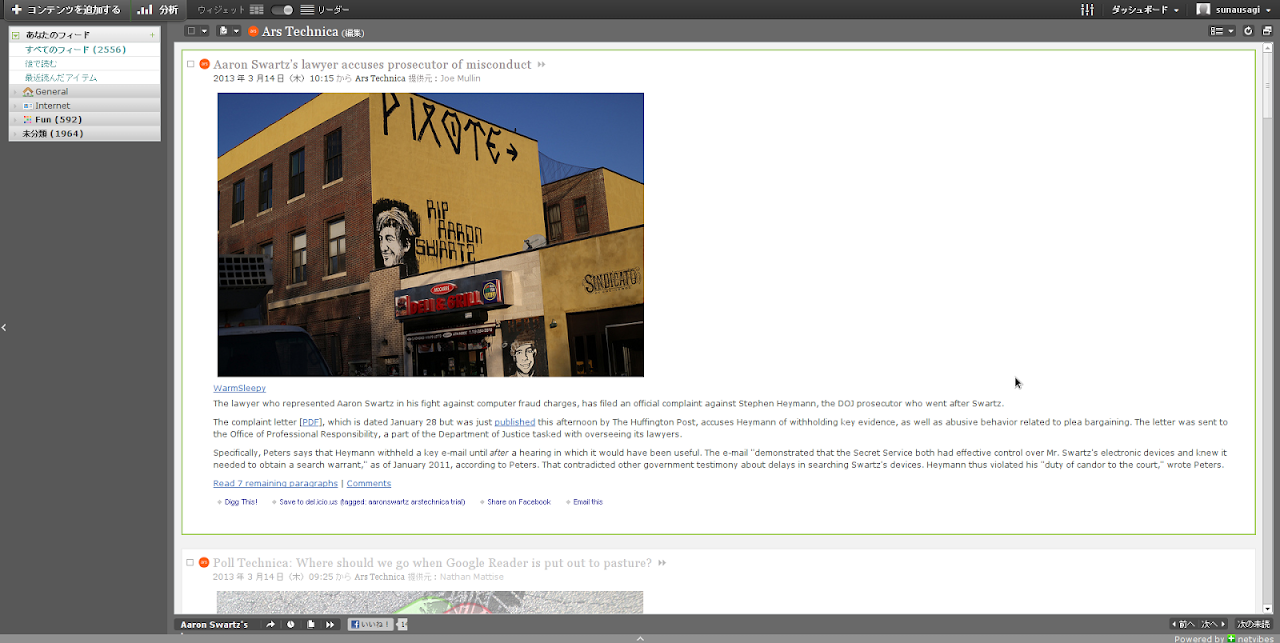 コンテンツを追加する 分析 ウィジェット リーダー ダッシュボード sunausagi
あなたのフィード +
すべてのフィード (2556)
後で読む
最近読んだアイテム
General
Internet
Fun (592)
未分類 (1964)
Ars Technica (編集)
Aaron Swartz's lawyer accuses prosecutor of misconduct
2013 年 3 月14日（木）10:15 から Ars Technica 提供元 : Joe Mullin
PIROTE
RIP
AARON
SWARTZ
SINDICATO
DELI & GRILL
WarmSleepy
The lawyer who represented Aaron Swartz in his fight against computer fraud charges, has filed an official complaint against Stephen Heymann, the DOJ prosecutor who went after Swartz.
The complaint letter [PDF], which is dated January 28 but was just published this afternoon by The Huffington Post, accuses Heymann of withholding key evidence, as well as abusive behavior related to plea bargaining. The letter was sent to
the Office of Professional Responsibility, a part of the Department of Justice tasked with overseeing its lawyers.
Specifically, Peters says that Heymann withheld a key e-mail until after a hearing in which it would have been useful. The e-mail "demonstrated that the Secret Service both had effective control over Mr. Swartz's electronic devices and knew it
needed to obtain a search warrant," as of January 2011, according to Peters. That contradicted other government testimony about delays in searching Swartz's devices. Heymann thus violated his "duty of candor to the court," wrote Peters.
Read 7 remaining paragraphs | Comments
Digg This! Save to del.icio.us (tagged: aaronswartz arstechnica trial) Share on Facebook Email this
Poll Technica: Where should we go when Google Reader is put out to pasture?
2013 年 3 月14日（木）09:25 から Ars Technica 提供元 : Nathan Mattise
Aaron Swartz's いいね！ 前へ 次へ 次の未読
Powered by netvibes